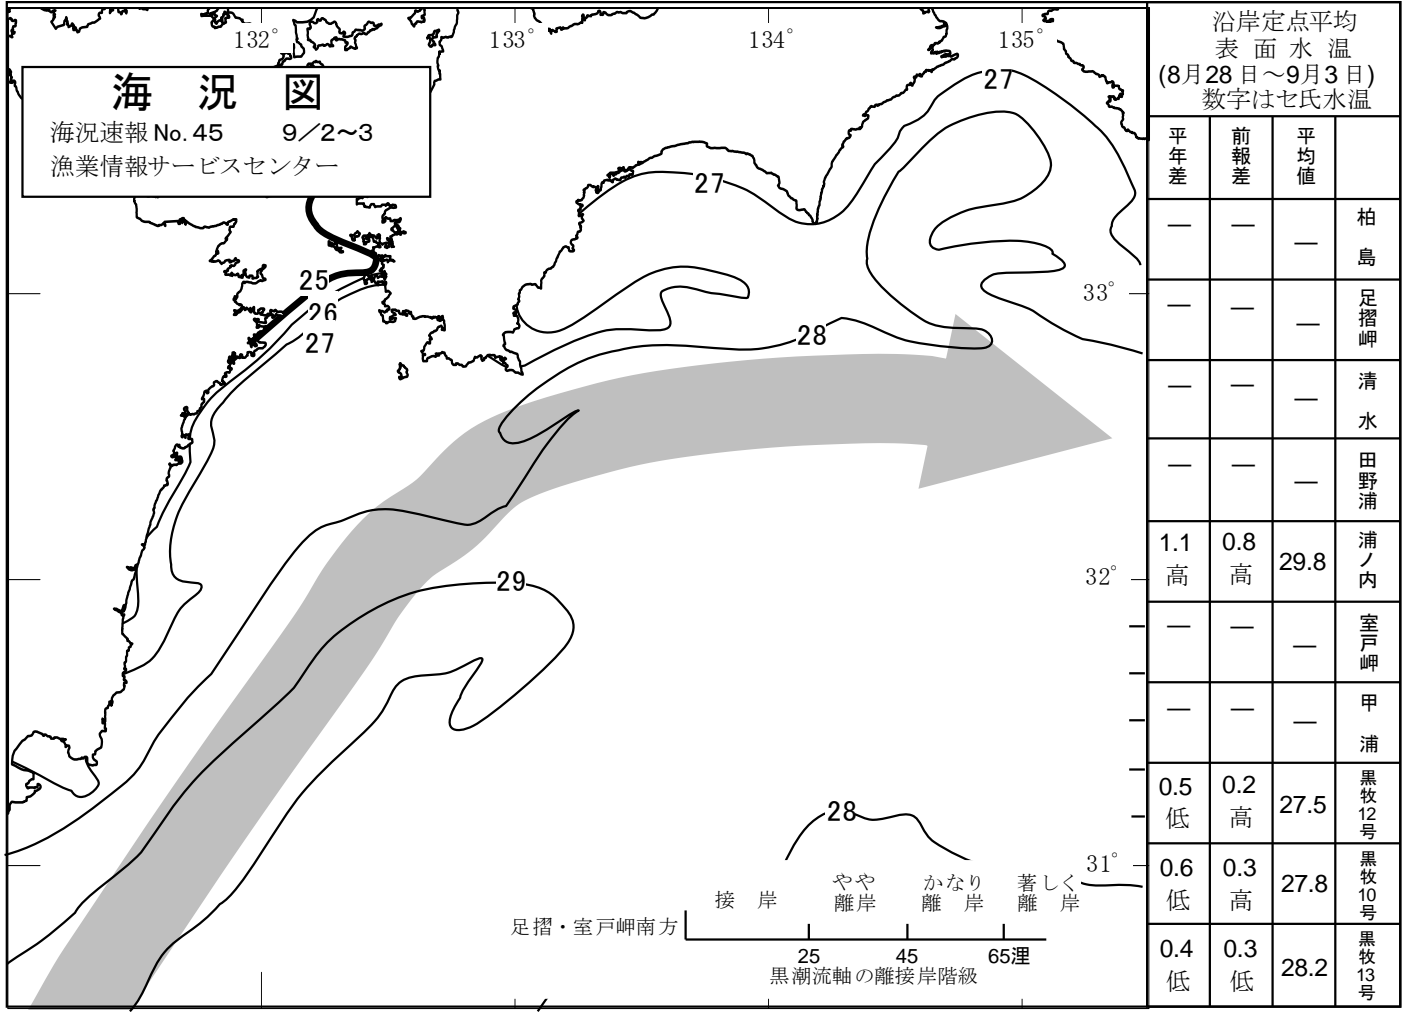 海 況 図
海況速報 No. 45 9／2～3
漁業情報サービスセンター
132°
133°
134°
135°
33°
32°
31°
27
27
25
26
27
28
29
28
接 岸
やや離岸
かなり離 岸
著しく離 岸
足摺・室戸岬南方
25 45 65浬
黒潮流軸の離接岸階級
沿岸定点平均
表 面 水 温
(8月28日～9月3日)
数字はセ氏水温
平年差 前報差 平均値
— — — 柏島
— — — 足摺岬
— — — 清水
— — — 田野浦
1.1高 0.8高 29.8 浦ノ内
— — — 室戸岬
— — — 甲浦
0.5低 0.2高 27.5 黒牧12号
0.6低 0.3高 27.8 黒牧10号
0.4低 0.3低 28.2 黒牧13号